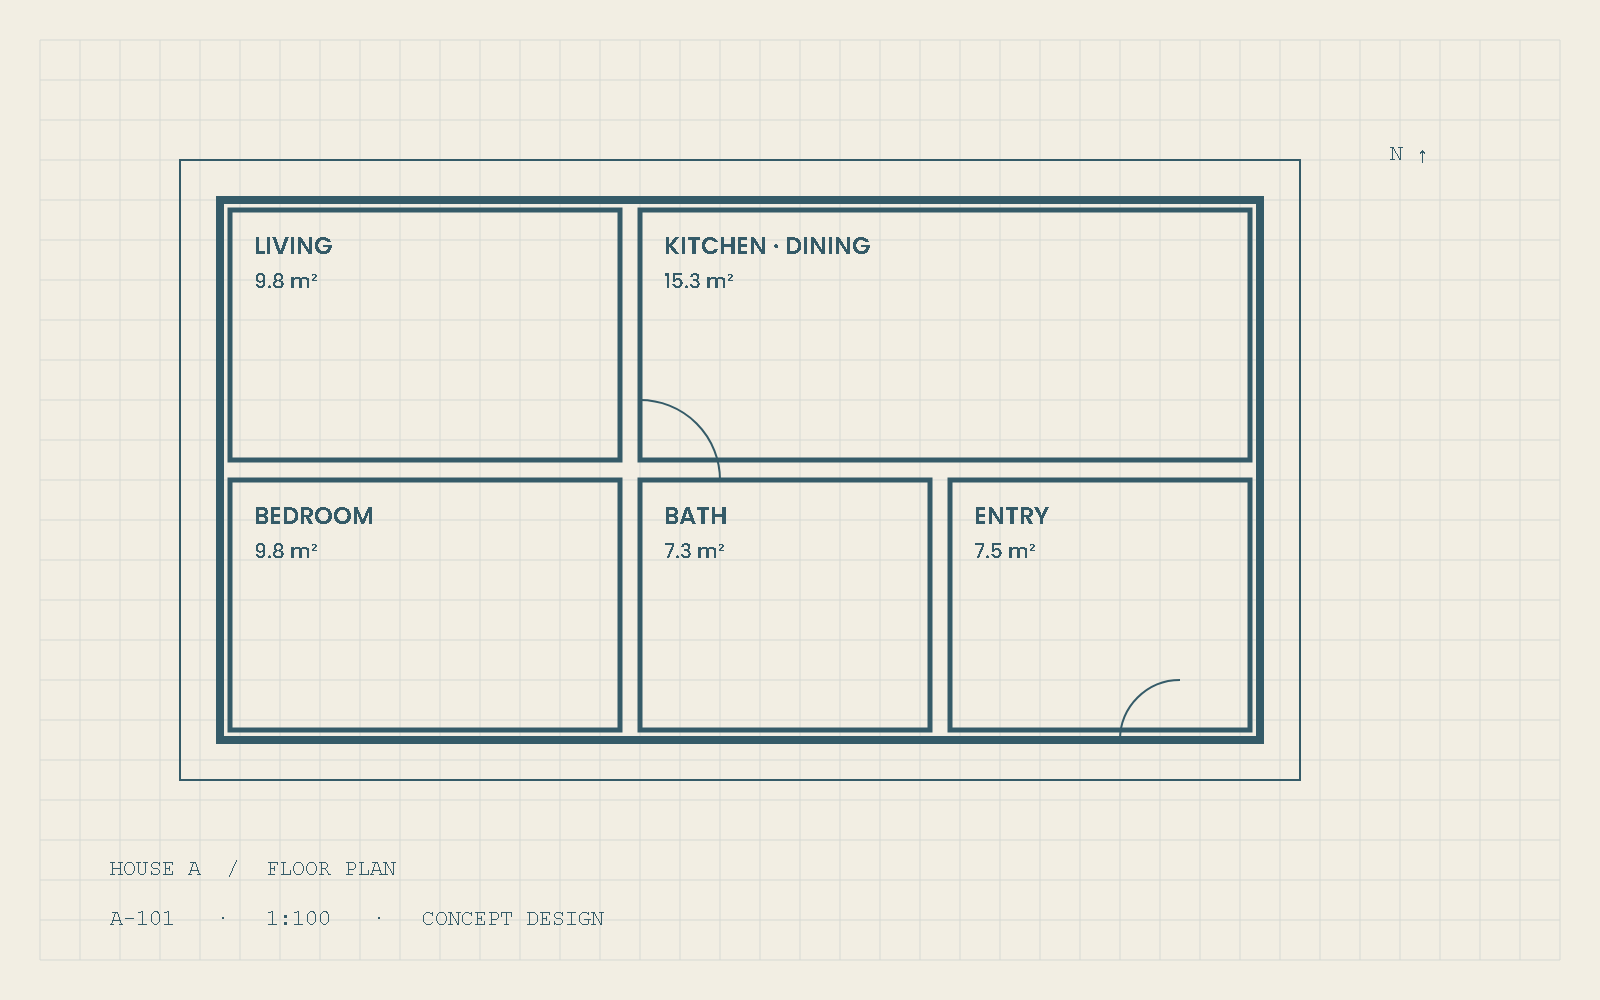 N ↑
LIVING
9.8 m²
KITCHEN · DINING
15.3 m²
BEDROOM
9.8 m²
BATH
7.3 m²
ENTRY
7.5 m²
HOUSE A / FLOOR PLAN
A-101 · 1:100 · CONCEPT DESIGN